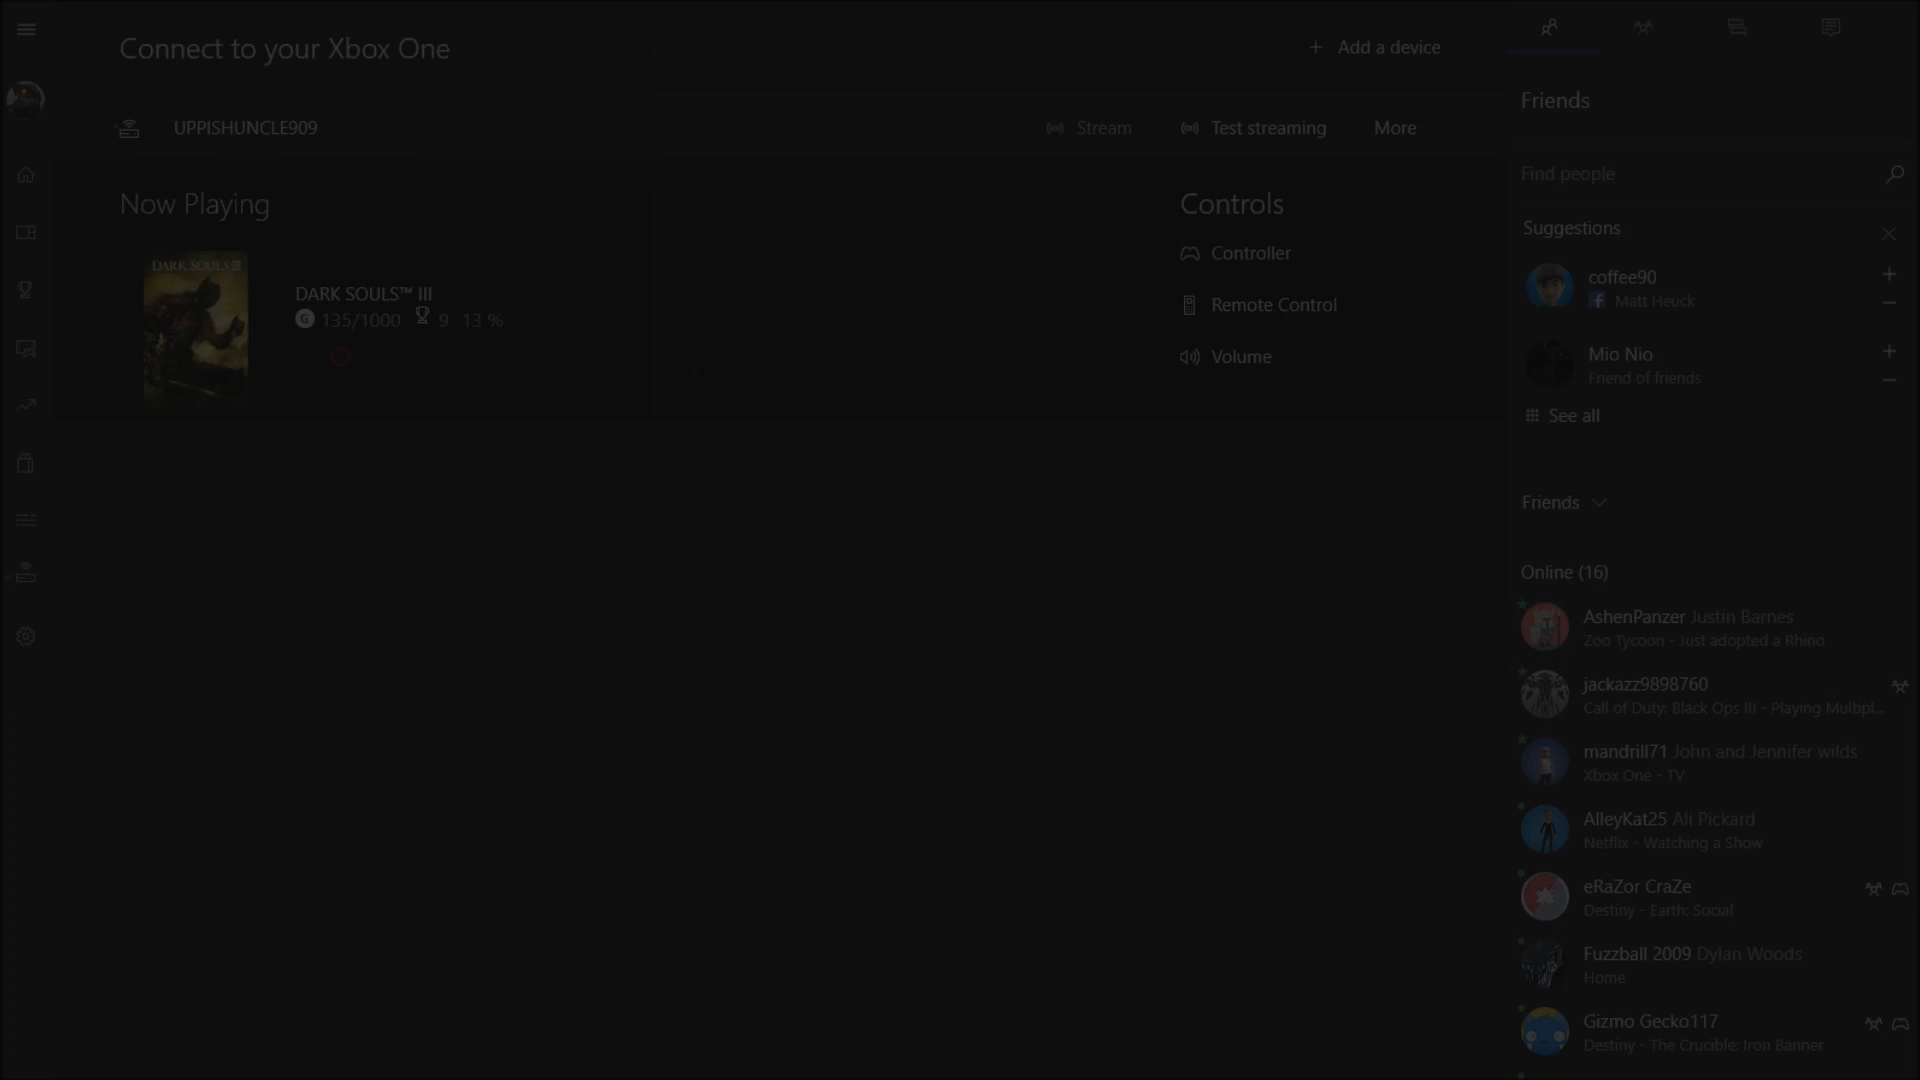 Connect to your Xbox One
Add a device
UPPISHUNCLE909
Stream
Test streaming
More
Now Playing
DARK SOULS III
DARK SOULS™ III
G 135/1000 9 13 %
Controls
Controller
Remote Control
Volume
Friends
Find people
Suggestions
coffee90
f Matt Heuck
Mio Nio
Friend of friends
See all
Friends
Online (16)
AshenPanzer Justin Barnes
Zoo Tycoon - Just adopted a Rhino
jackazz9898760
Call of Duty: Black Ops III - Playing Multipl...
mandrill71 John and Jennifer wilds
Xbox One - TV
AlleyKat25 Ali Pickard
Netflix - Watching a Show
eRaZor CraZe
Destiny - Earth: Social
Fuzzball 2009 Dylan Woods
Home
Gizmo Gecko117
Destiny - The Crucible: Iron Banner